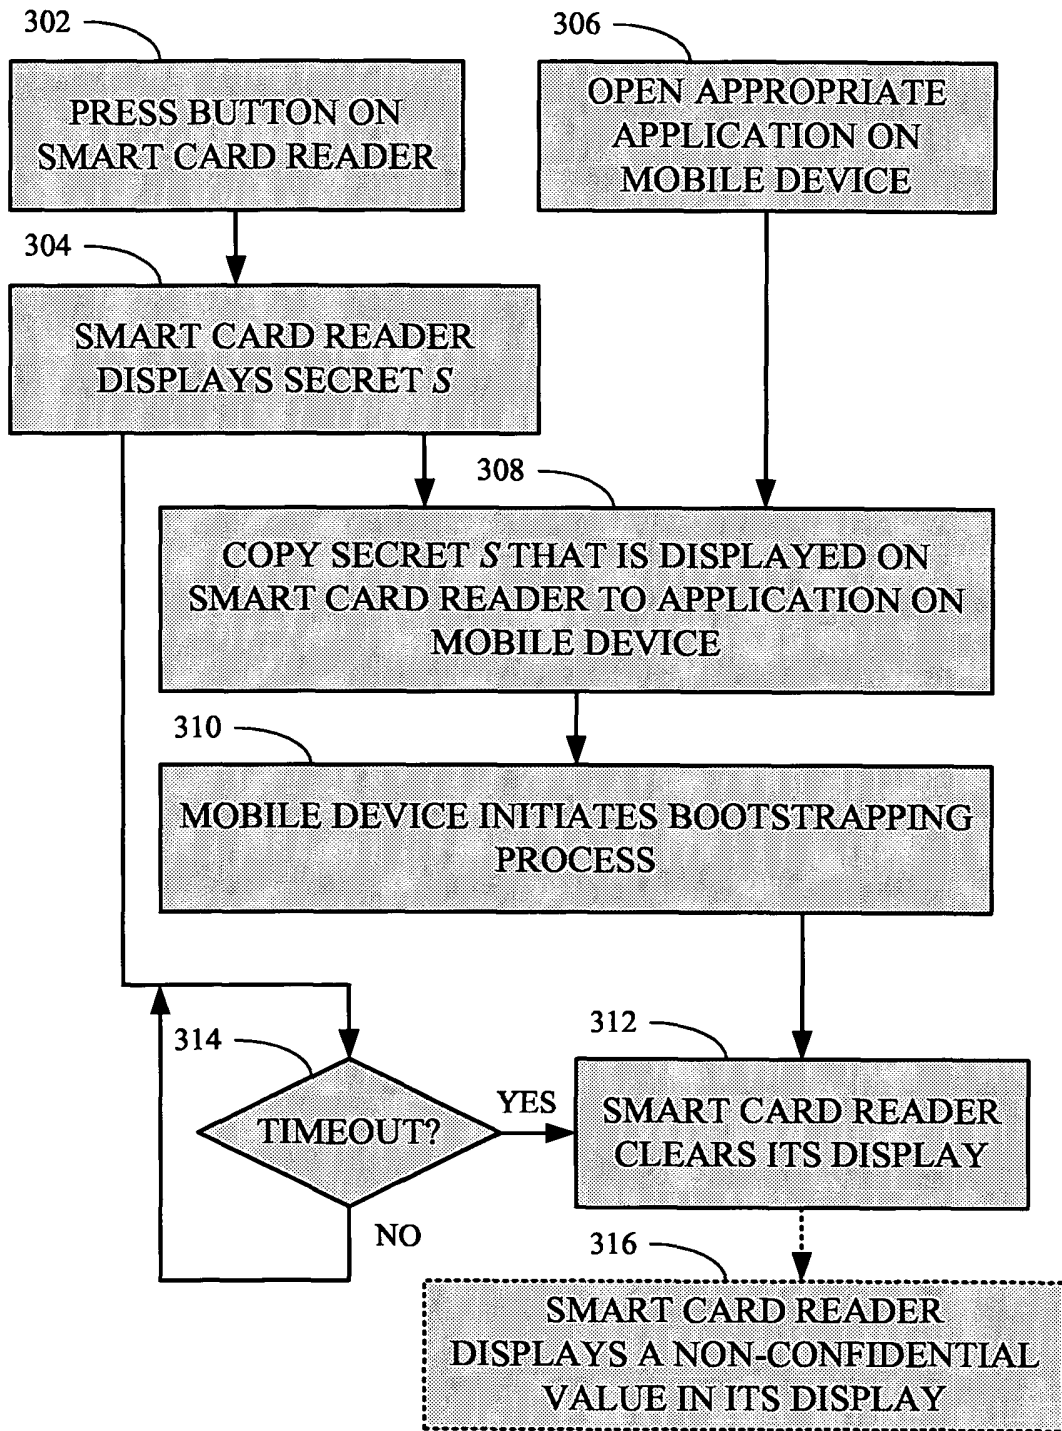 302
PRESS BUTTON ON
SMART CARD READER
306
OPEN APPROPRIATE
APPLICATION ON
MOBILE DEVICE
304
SMART CARD READER
DISPLAYS SECRET S
308
COPY SECRET S THAT IS DISPLAYED ON
SMART CARD READER TO APPLICATION ON
MOBILE DEVICE
310
MOBILE DEVICE INITIATES BOOTSTRAPPING
PROCESS
314
TIMEOUT?
YES
NO
312
SMART CARD READER
CLEARS ITS DISPLAY
316
SMART CARD READER
DISPLAYS A NON-CONFIDENTIAL
VALUE IN ITS DISPLAY